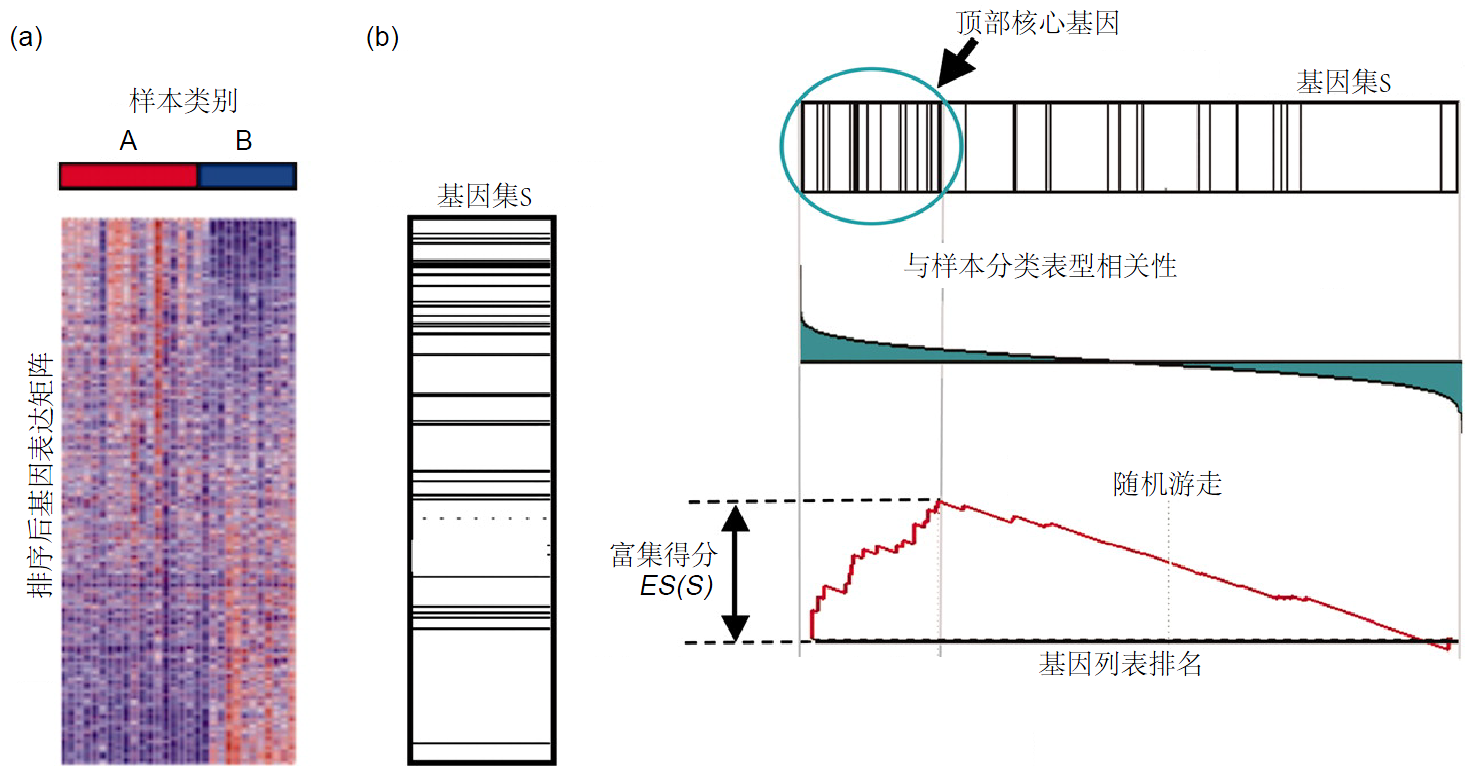 (a)
样本类别
A
B
排序后基因表达矩阵
(b)
基因集S
顶部核心基因
基因集S
与样本分类表型相关性
随机游走
富集得分
ES(S)
基因列表排名